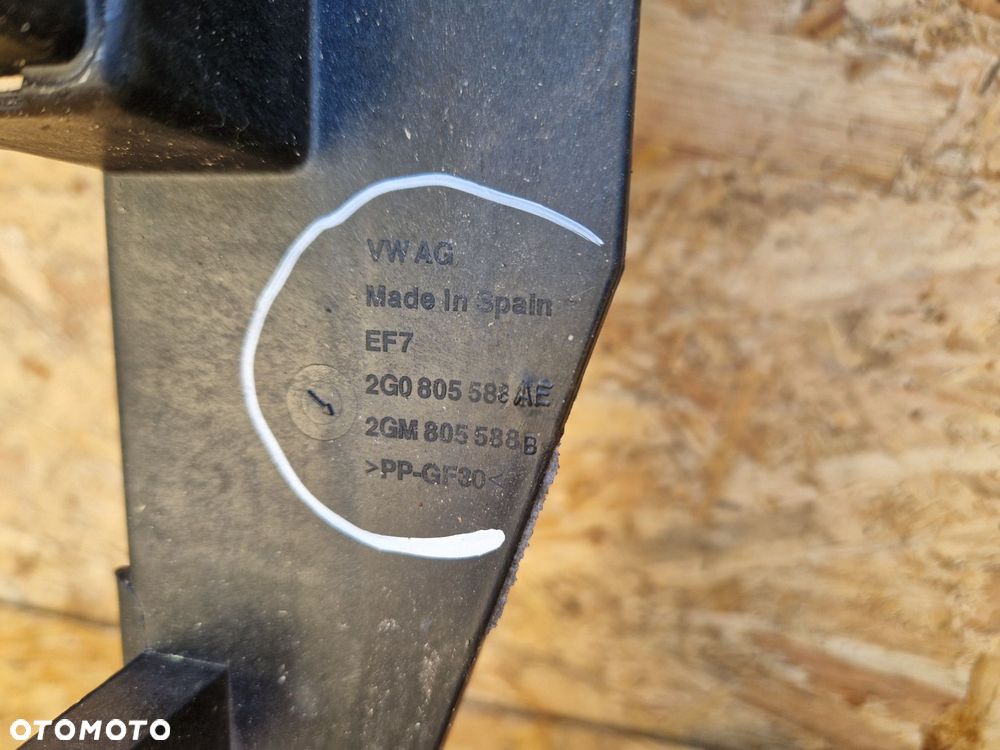 VW AG
Made In Spain
EF7
2G0 805 588 AE
2GM 805 588 B
>PP-GF30<
OTOMOTO